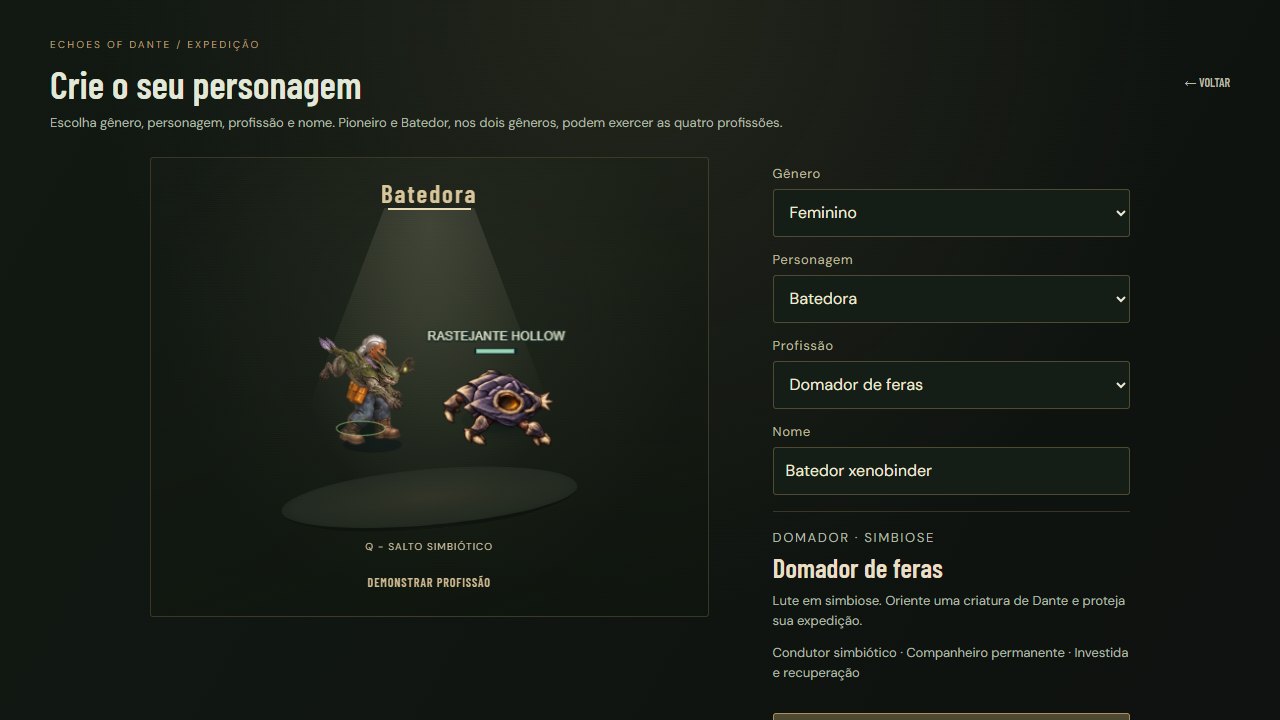 ECHOES OF DANTE / EXPEDIÇÃO
Crie o seu personagem
← VOLTAR
Escolha gênero, personagem, profissão e nome. Pioneiro e Batedor, nos dois gêneros, podem exercer as quatro profissões.
Batedora
RASTEJANTE HOLLOW
Q – SALTO SIMBIÓTICO
DEMONSTRAR PROFISSÃO
Gênero
Feminino
Personagem
Batedora
Profissão
Domador de feras
Nome
Batedor xenobinder
DOMADOR · SIMBIOSE
Domador de feras
Lute em simbiose. Oriente uma criatura de Dante e proteja
sua expedição.
Condutor simbiótico · Companheiro permanente · Investida
e recuperação